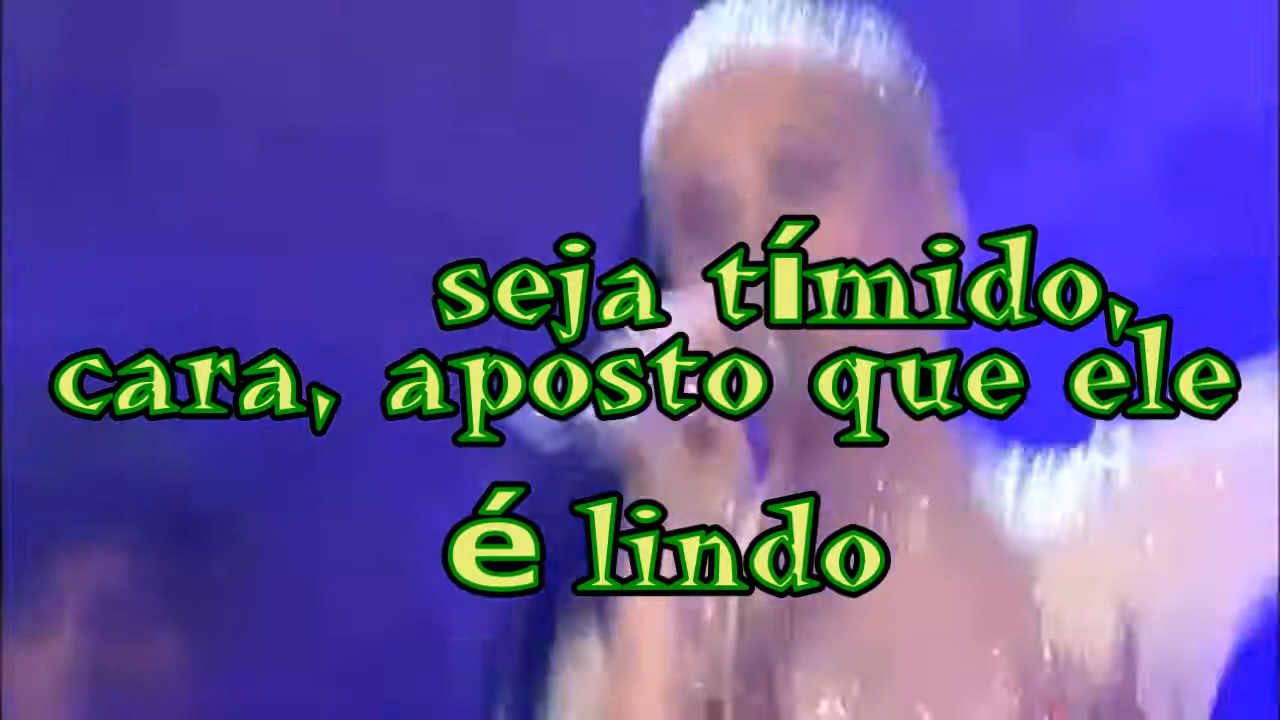 seja tímido,
cara, aposto que ele
é lindo